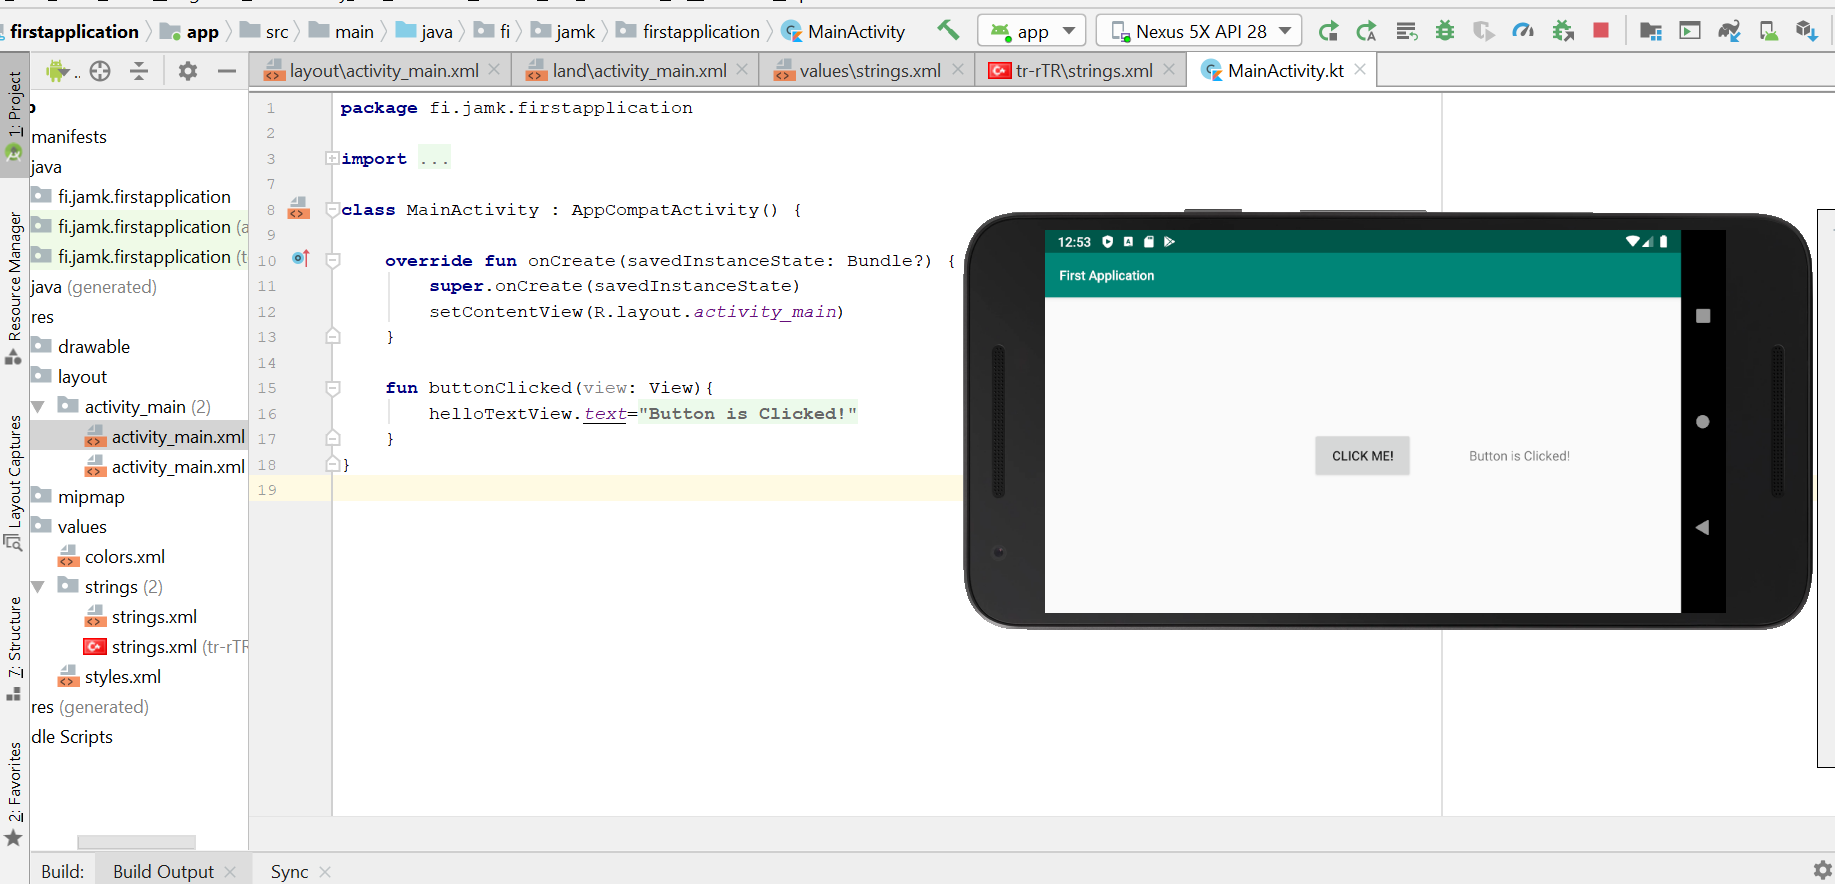 firstapplication app src main java fi jamk firstapplication MainActivity app Nexus 5X API 28
layout\activity_main.xml land\activity_main.xml values\strings.xml tr-rTR\strings.xml MainActivity.kt
1: Project
Resource Manager
Layout Captures
7: Structure
2: Favorites
manifests
java
fi.jamk.firstapplication
fi.jamk.firstapplication (a
fi.jamk.firstapplication (t
java (generated)
res
drawable
layout
activity_main (2)
activity_main.xml
activity_main.xml
mipmap
values
colors.xml
strings (2)
strings.xml
strings.xml (tr-rTR
styles.xml
res (generated)
dle Scripts
1 package fi.jamk.firstapplication
2
3 import ...
7
8 class MainActivity : AppCompatActivity() {
9
10 override fun onCreate(savedInstanceState: Bundle?) {
11 super.onCreate(savedInstanceState)
12 setContentView(R.layout.activity_main)
13 }
14
15 fun buttonClicked(view: View){
16 helloTextView.text="Button is Clicked!"
17 }
18 }
19
12:53
First Application
CLICK ME! Button is Clicked!
Build: Build Output Sync